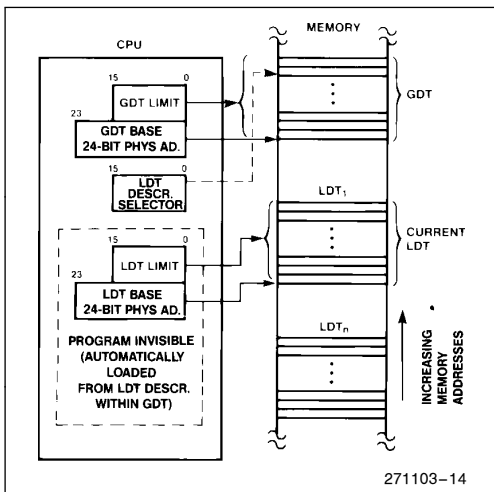 CPU
MEMORY
15 0
GDT LIMIT
23
GDT BASE
24-BIT PHYS AD.
GDT
15 0
LDT
DESCR.
SELECTOR
LDT₁
15 0
LDT LIMIT
23
LDT BASE
24-BIT PHYS AD.
CURRENT
LDT
PROGRAM INVISIBLE
(AUTOMATICALLY
LOADED
FROM LDT DESCR.
WITHIN GDT)
LDTₙ
INCREASING
MEMORY
ADDRESSES
271103–14